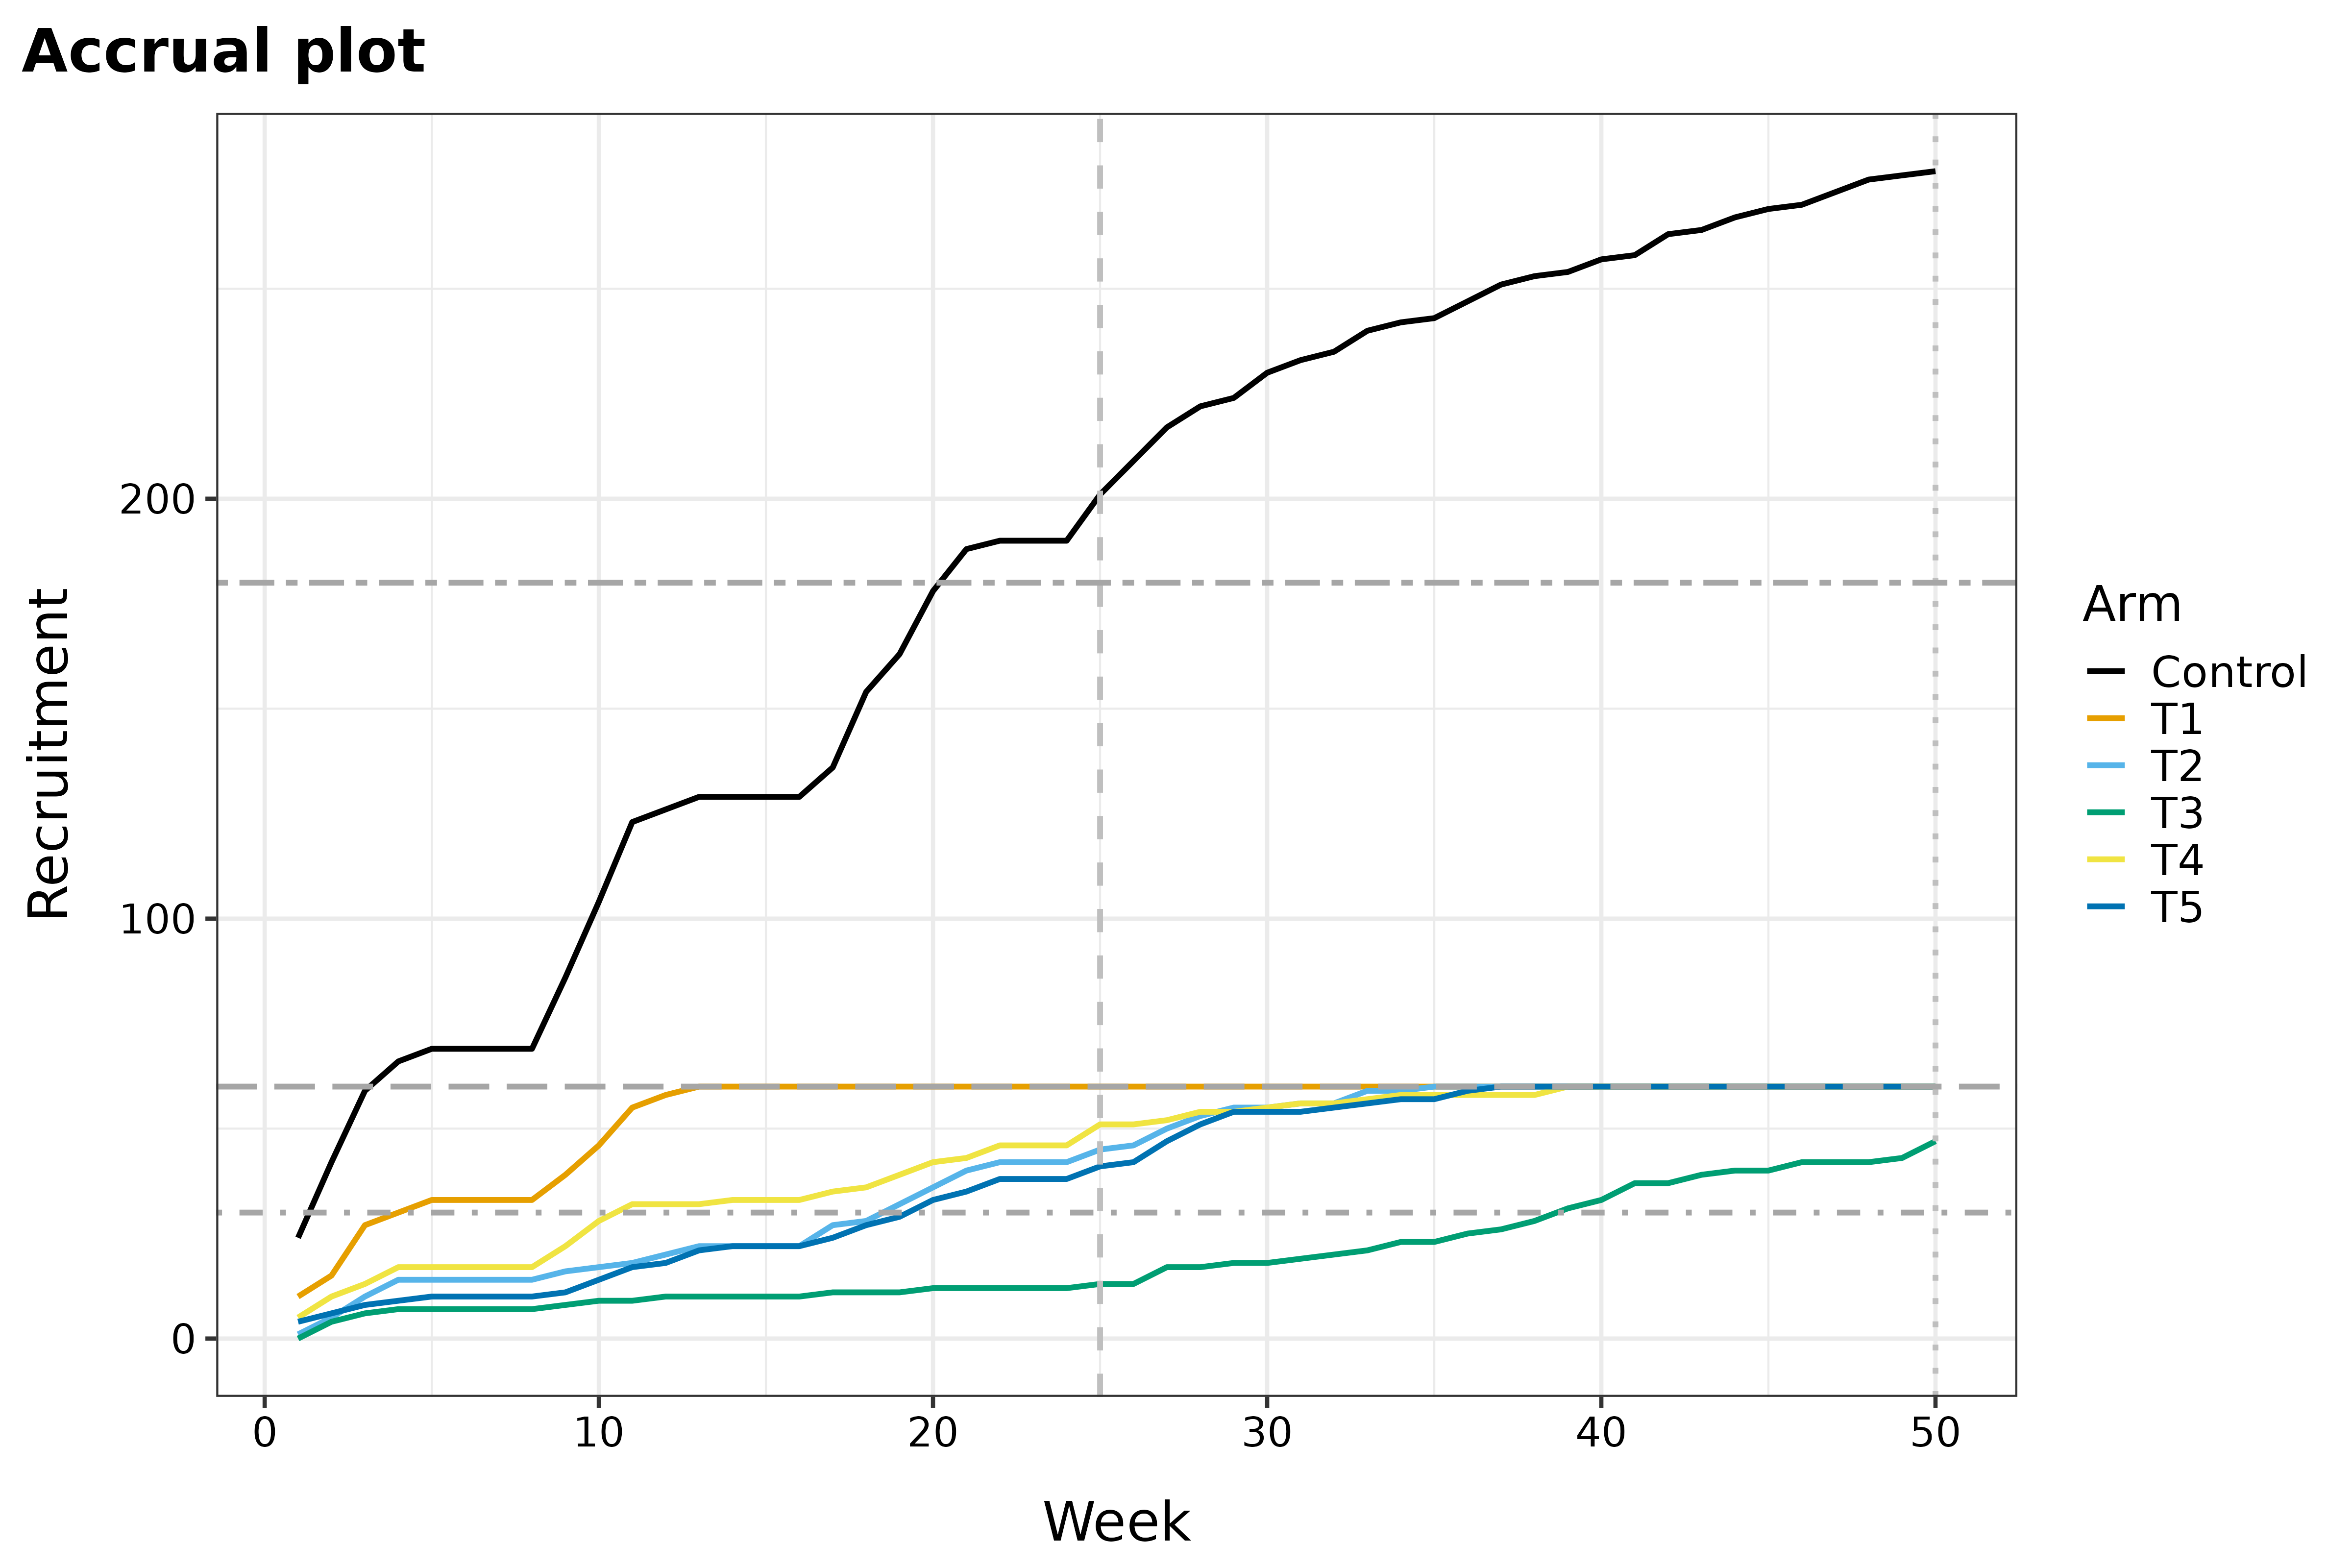 Accrual plot
Recruitment
200
100
0
0 10 20 30 40 50
Week
Arm
Control
T1
T2
T3
T4
T5